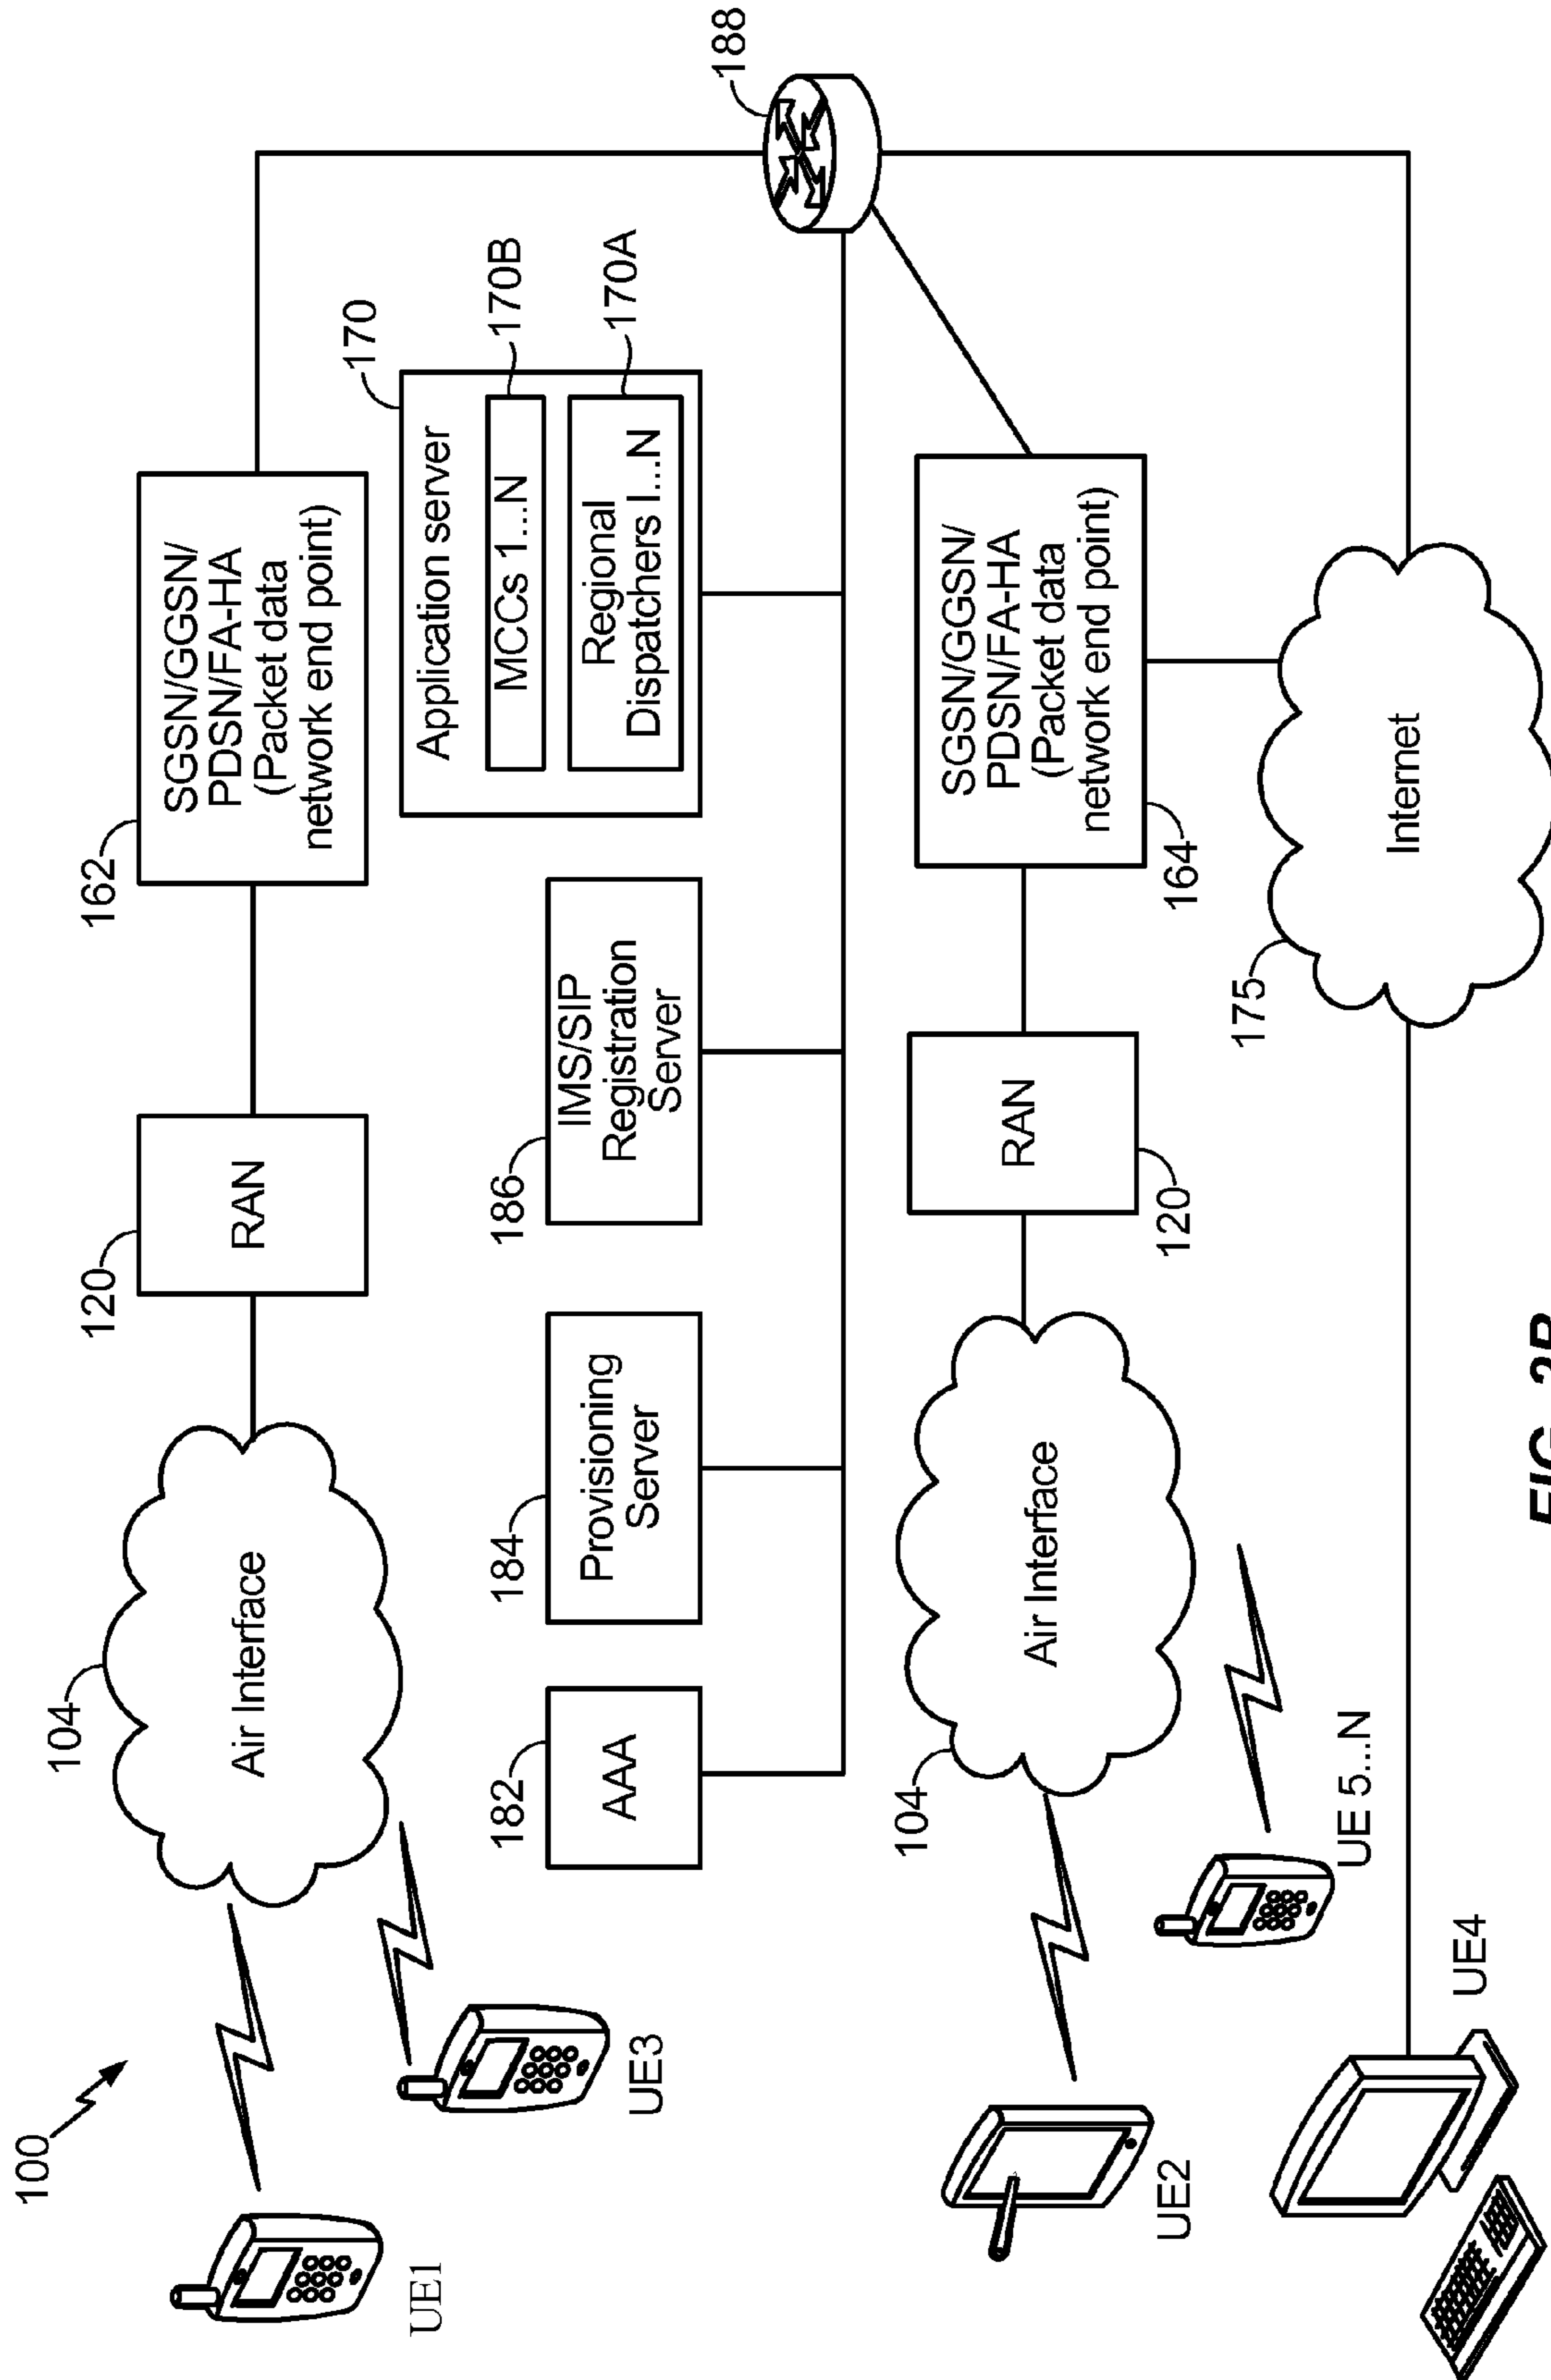 100
UE1
UE3
104
Air Interface
120
RAN
162
SGSN/GGSN/
PDSN/FA-HA
(Packet data
network end point)
182
AAA
184
Provisioning
Server
186
IMS/SIP
Registration
Server
170
Application server
MCCs 1...N
170B
Regional
Dispatchers I...N
170A
188
UE2
104
Air Interface
UE 5...N
120
RAN
164
SGSN/GGSN/
PDSN/FA-HA
(Packet data
network end point)
UE4
175
Internet
FIG. 2B